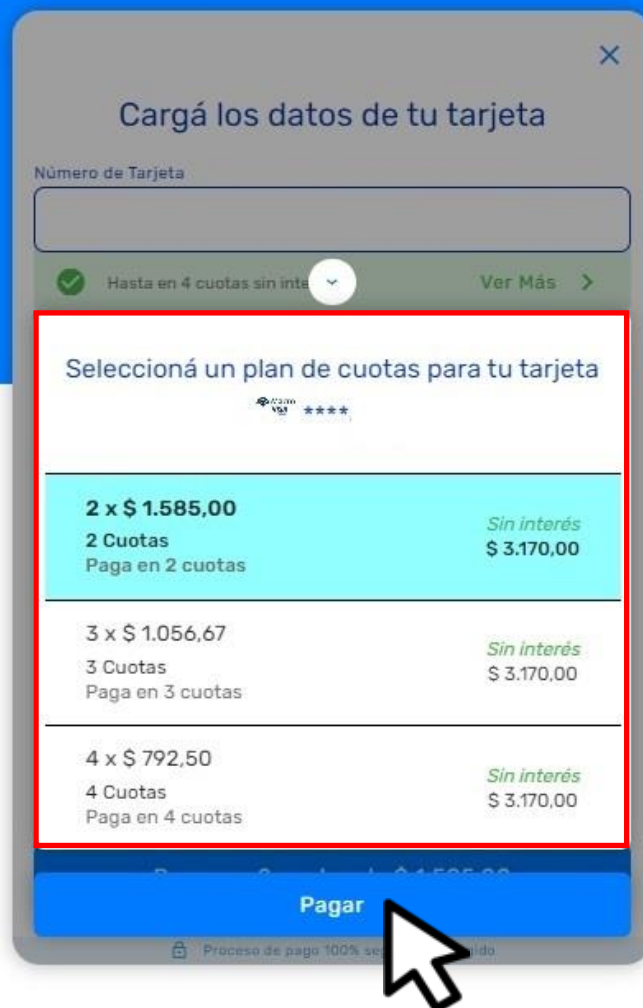 Cargá los datos de tu tarjeta
Número de Tarjeta
Hasta en 4 cuotas sin
Ver Más
Seleccioná un plan de cuotas para tu tarjeta
VISA ****
2 x $ 1.585,00
Sin interés
2 Cuotas
$ 3.170,00
Paga en 2 cuotas
3 x $ 1.056,67
Sin interés
3 Cuotas
$ 3.170,00
Paga en 3 cuotas
4 x $ 792,50
Sin interés
4 Cuotas
$ 3.170,00
Paga en 4 cuotas
Pagar
Proceso de pago 100%